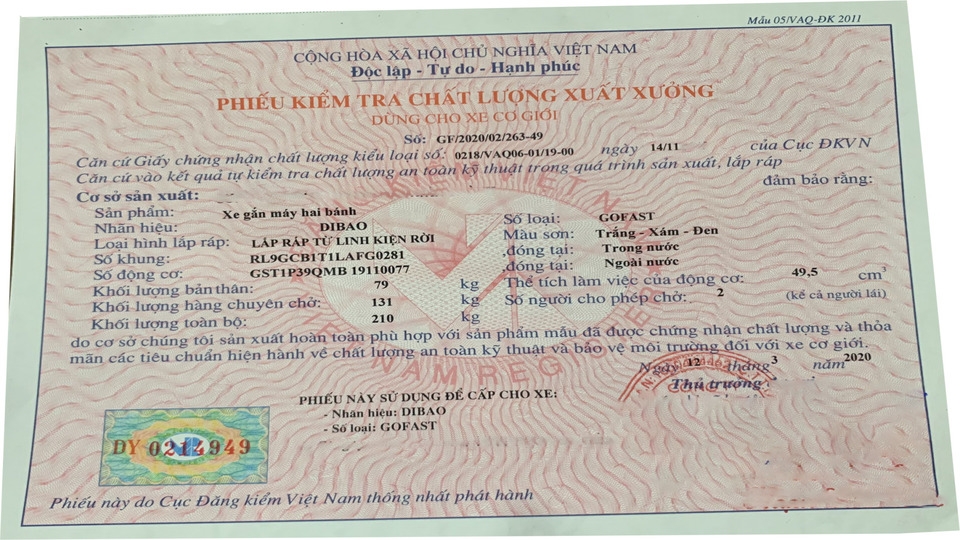 Mẫu 05/VAQ-ĐK 2011
CỘNG HÒA XÃ HỘI CHỦ NGHĨA VIỆT NAM
Độc lập - Tự do - Hạnh phúc
PHIẾU KIỂM TRA CHẤT LƯỢNG XUẤT XƯỞNG
DÙNG CHO XE CƠ GIỚI
Số: GF/2020/02/263-49
Căn cứ Giấy chứng nhận chất lượng kiểu loại số: 0218/VAQ06-01/19-00 ngày 14/11 của Cục ĐKVN
Căn cứ vào kết quả tự kiểm tra chất lượng an toàn kỹ thuật trong quá trình sản xuất, lắp ráp
Cơ sở sản xuất: đảm bảo rằng:
Sản phẩm: Xe gắn máy hai bánh Số loại: GOFAST
Nhãn hiệu: DIBAO Màu sơn: Trắng - Xám - Đen
Loại hình lắp ráp: LẮP RÁP TỪ LINH KIỆN RỜI đóng tại: Trong nước
Số khung: RL9GCB1T1LAFG0281 đóng tại: Ngoài nước
Số động cơ: GST1P39QMB 19110077 Thể tích làm việc của động cơ: 49,5 cm³
Khối lượng bản thân: 79 kg Số người cho phép chở: 2 (kể cả người lái)
Khối lượng hàng chuyên chở: 131 kg
Khối lượng toàn bộ: 210 kg
do cơ sở chúng tôi sản xuất hoàn toàn phù hợp với sản phẩm mẫu đã được chứng nhận chất lượng và thỏa
mãn các tiêu chuẩn hiện hành về chất lượng an toàn kỹ thuật và bảo vệ môi trường đối với xe cơ giới.
Ngày 12 tháng 3 năm 2020
Thủ trưởng
PHIẾU NÀY SỬ DỤNG ĐỂ CẤP CHO XE:
- Nhãn hiệu: DIBAO
- Số loại: GOFAST
DY 0214949
Phiếu này do Cục Đăng kiểm Việt Nam thống nhất phát hành